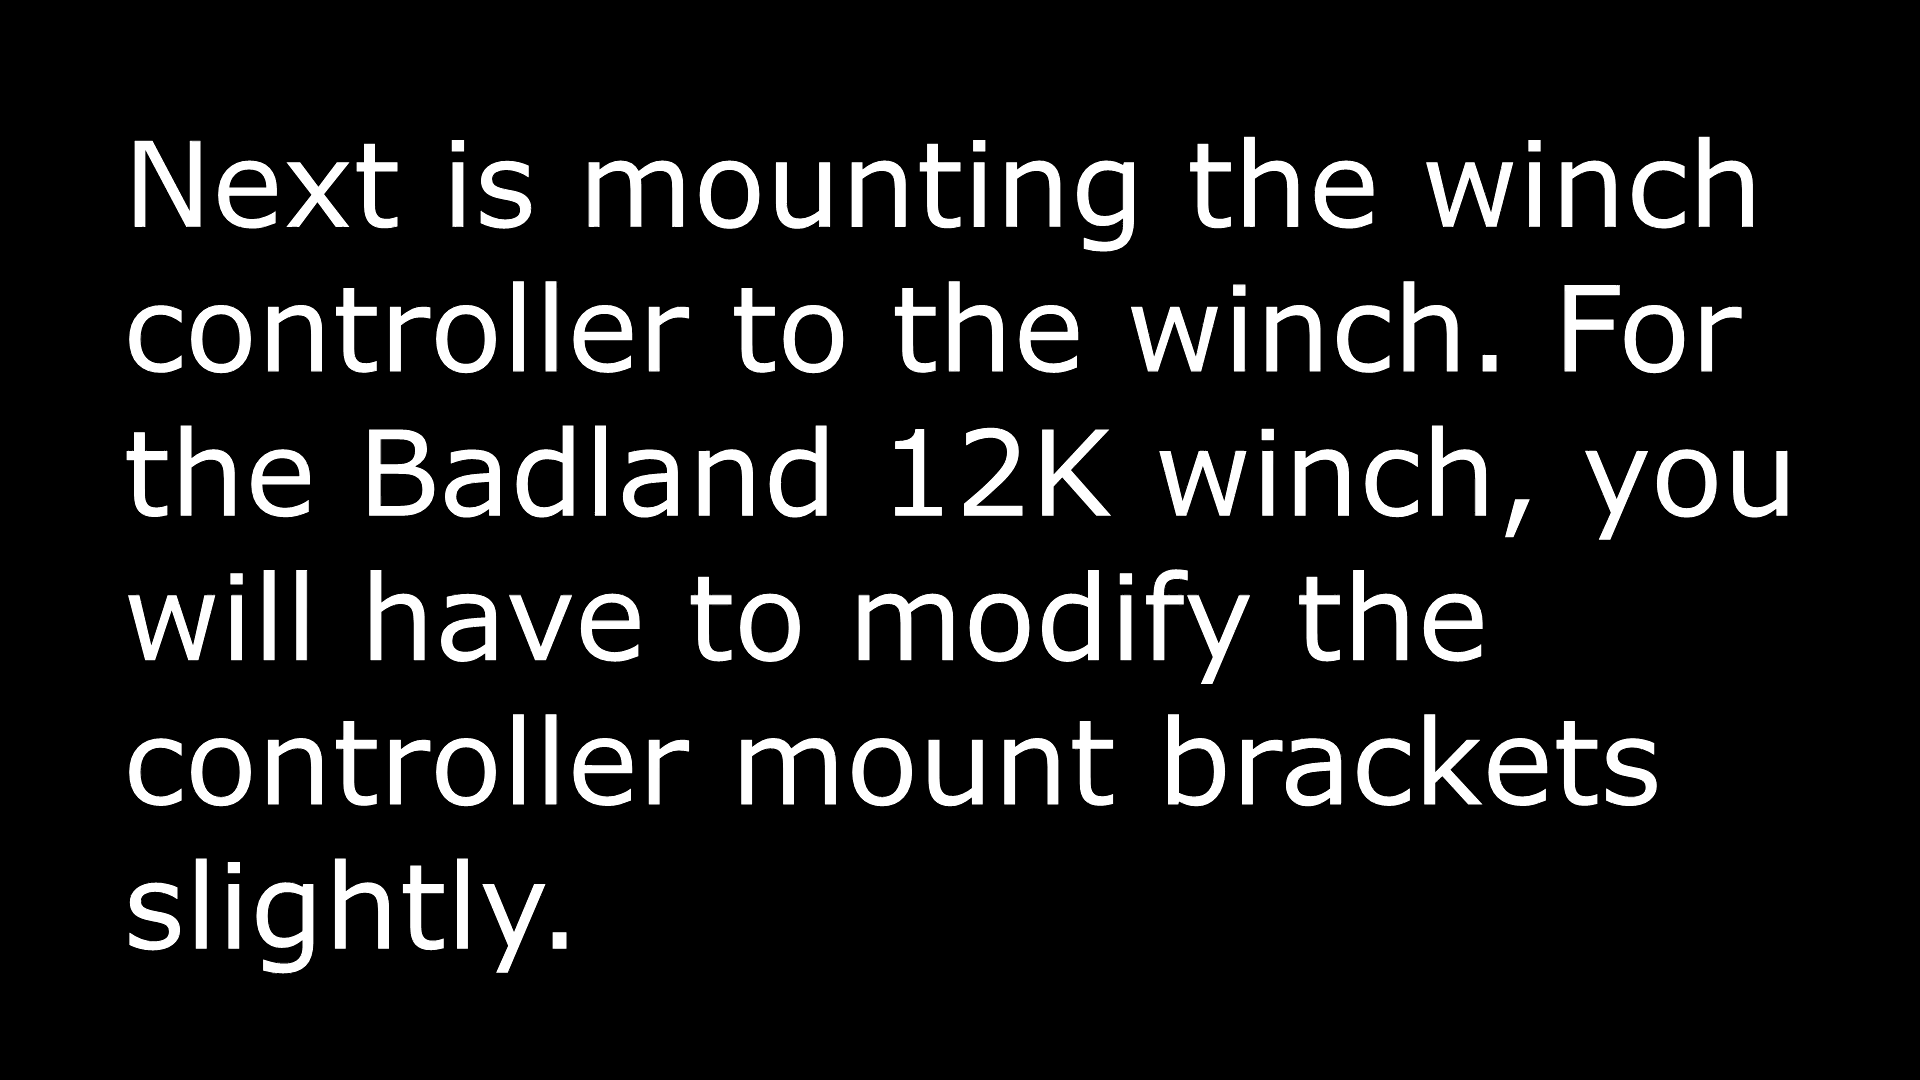 Next is mounting the winch
controller to the winch. For
the Badland 12K winch, you
will have to modify the
controller mount brackets
slightly.